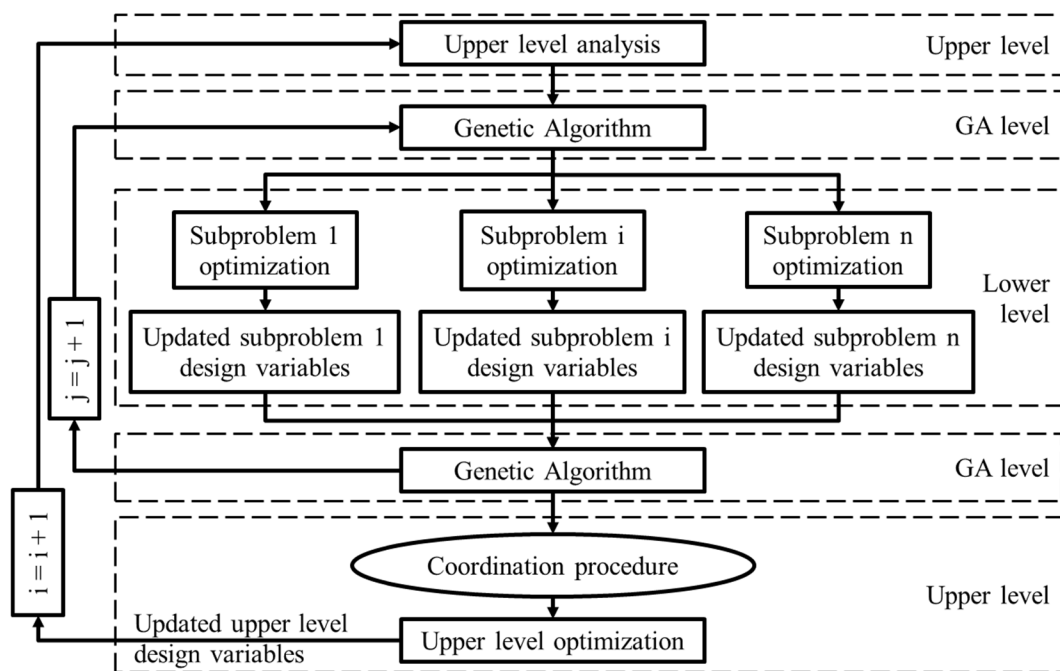 Upper level analysis
Upper level
Genetic Algorithm
GA level
Subproblem 1
optimization
Subproblem i
optimization
Subproblem n
optimization
Lower
level
Updated subproblem 1
design variables
Updated subproblem i
design variables
Updated subproblem n
design variables
j = j + 1
Genetic Algorithm
GA level
i = i + 1
Coordination procedure
Upper level
Updated upper level
design variables
Upper level optimization